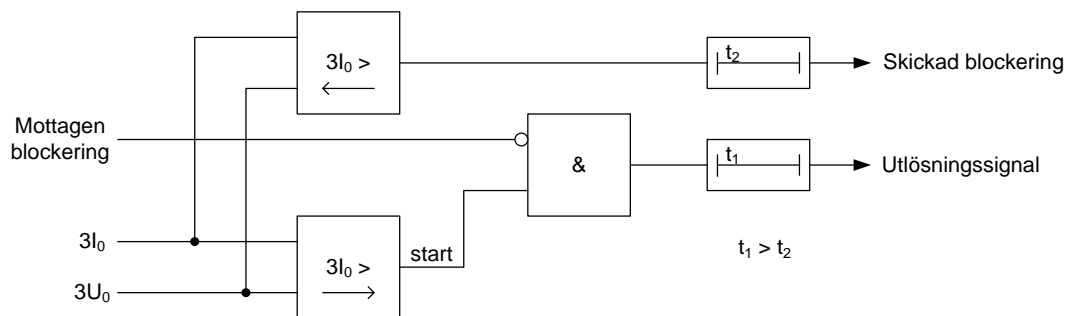 3I₀ >
t₂
Skickad blockering
Mottagen
blockering
&
t₁
Utlösningssignal
3I₀
3U₀
3I₀ >
start
t₁ > t₂